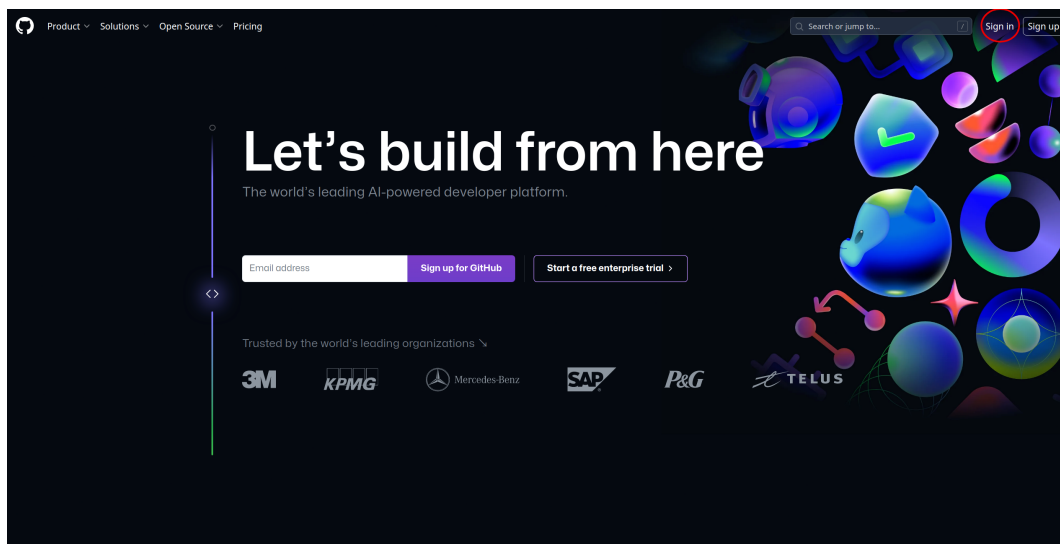 Product Solutions Open Source Pricing Search or jump to... / Sign in Sign up
Let's build from here
The world's leading AI-powered developer platform.
Email address Sign up for GitHub Start a free enterprise trial >
<>
Trusted by the world's leading organizations ↘
3M KPMG Mercedes-Benz SAP P&G TELUS